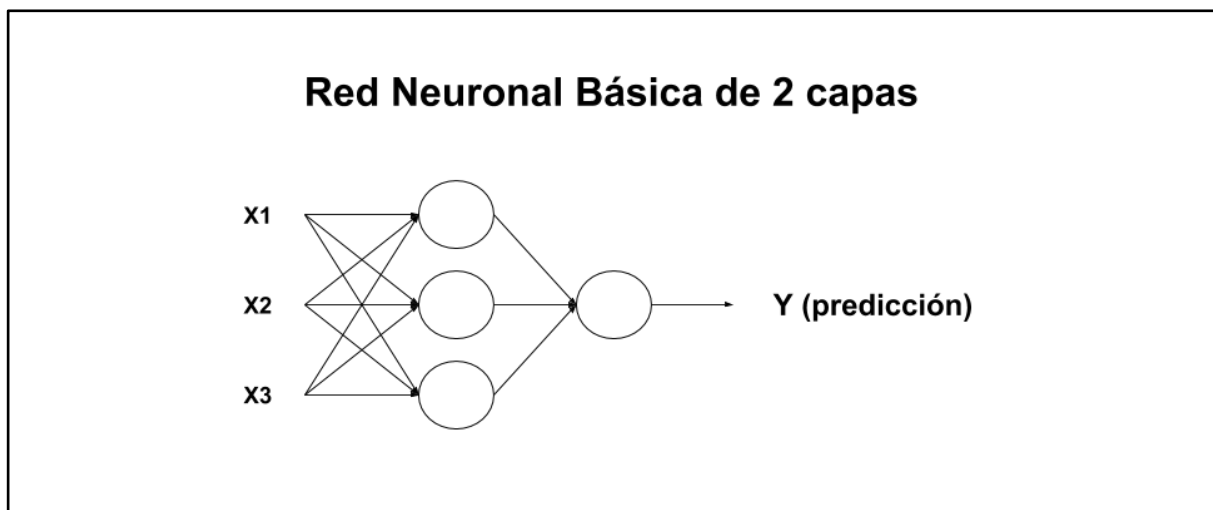 Red Neuronal Básica de 2 capas
X1
X2
Y (predicción)
X3